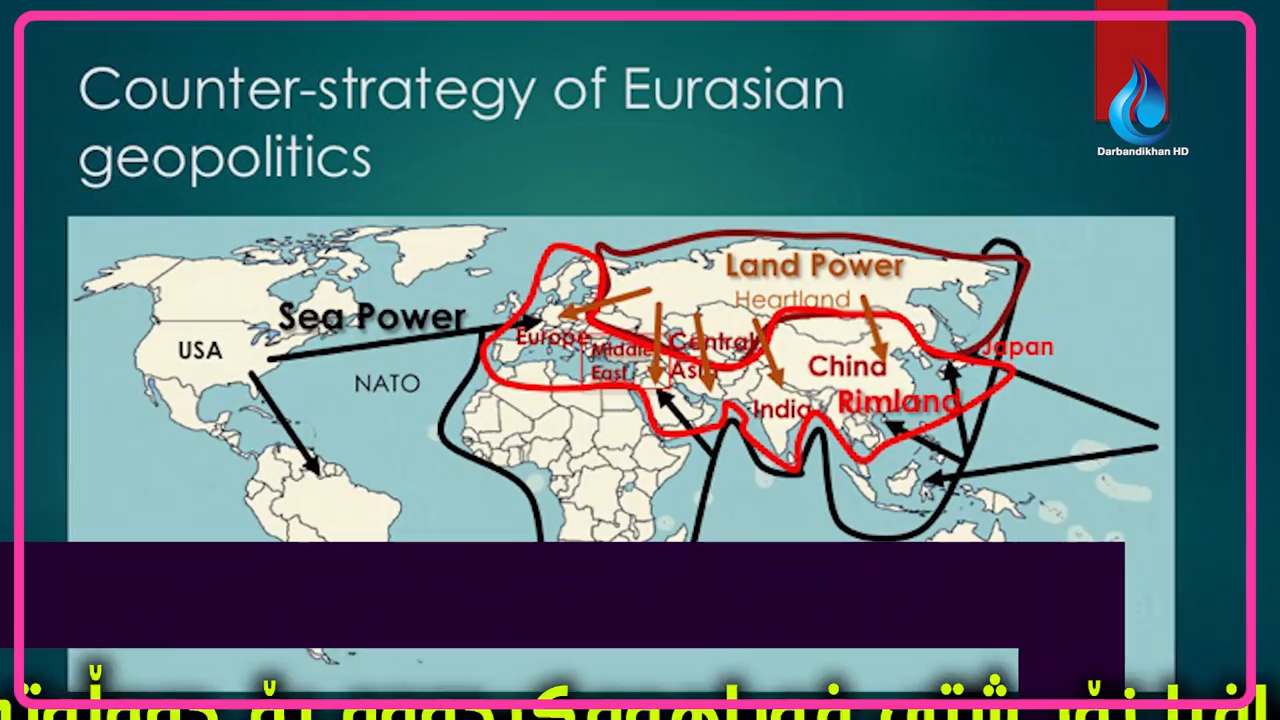 Counter-strategy of Eurasian
geopolitics
Darbandikhan HD
Land Power
Heartland
Sea Power
Europe
Middle
East
Central
Asia
USA
NATO
China
Japan
India
Rimland